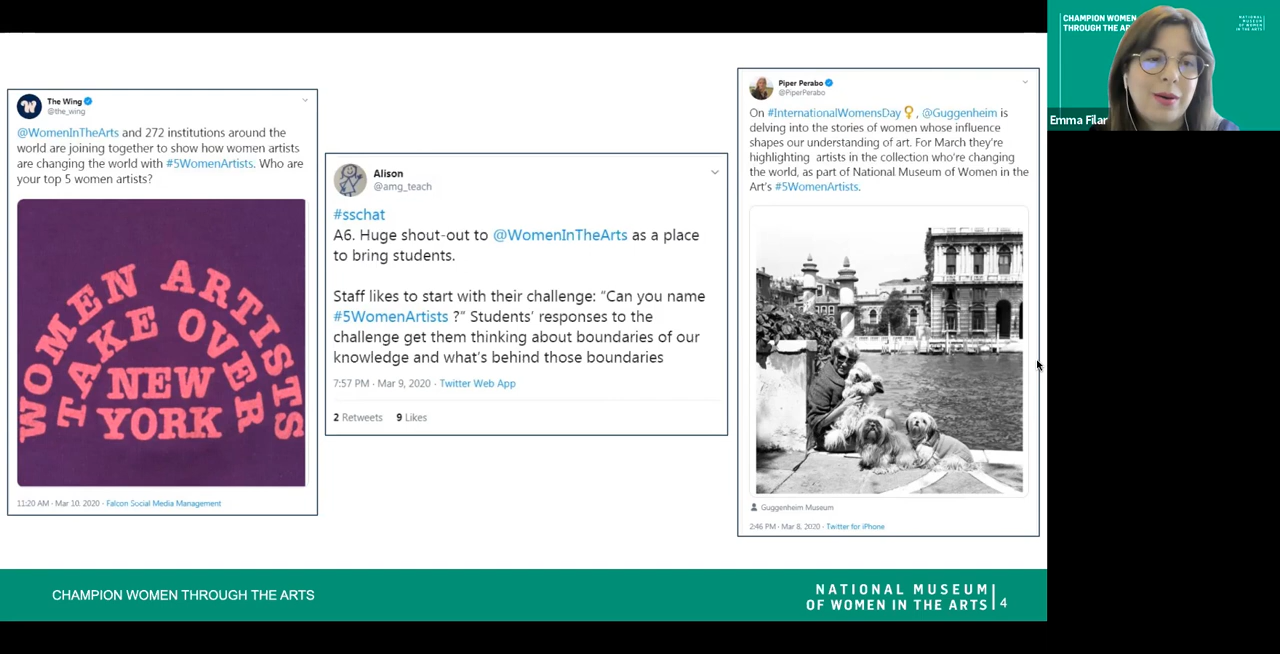 The Wing
@the_wing
@WomenInTheArts and 272 institutions around the
world are joining together to show how women artists
are changing the world with #5WomenArtists. Who are
your top 5 women artists?
WOMEN ARTISTS
TAKE OVER
NEW
YORK
11:20 AM · Mar 10, 2020 · Falcon Social Media Management
Alison
@amg_teach
#sschat
A6. Huge shout-out to @WomenInTheArts as a place
to bring students.
Staff likes to start with their challenge: “Can you name
#5WomenArtists ?” Students’ responses to the
challenge get them thinking about boundaries of our
knowledge and what’s behind those boundaries
7:57 PM · Mar 9, 2020 · Twitter Web App
2 Retweets 9 Likes
Piper Perabo
@PiperPerabo
On #InternationalWomensDay♀, @Guggenheim is
delving into the stories of women whose influence
shapes our understanding of art. For March they’re
highlighting artists in the collection who’re changing
the world, as part of National Museum of Women in the
Art’s #5WomenArtists.
Guggenheim Museum
2:46 PM · Mar 8, 2020 · Twitter for iPhone
CHAMPION WOMEN
THROUGH THE AR
NATIONAL
MUSEUM
OF WOMEN
IN THE ARTS
Emma Filar
CHAMPION WOMEN THROUGH THE ARTS
NATIONAL MUSEUM
OF WOMEN IN THE ARTS
4